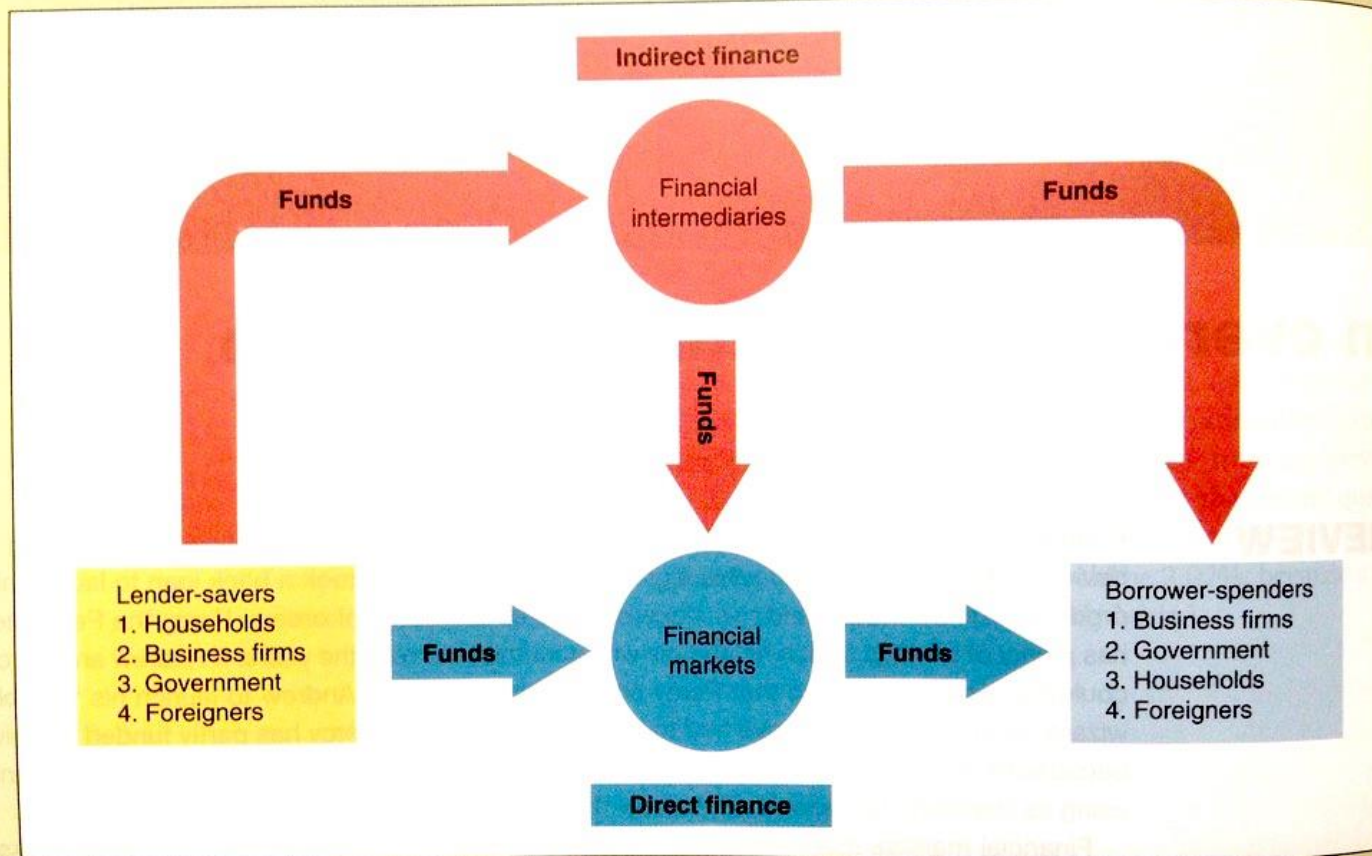 Indirect finance
Funds
Financial
intermediaries
Funds
Funds
Lender-savers
1. Households
2. Business firms
3. Government
4. Foreigners
Funds
Financial
markets
Funds
Borrower-spenders
1. Business firms
2. Government
3. Households
4. Foreigners
Direct finance